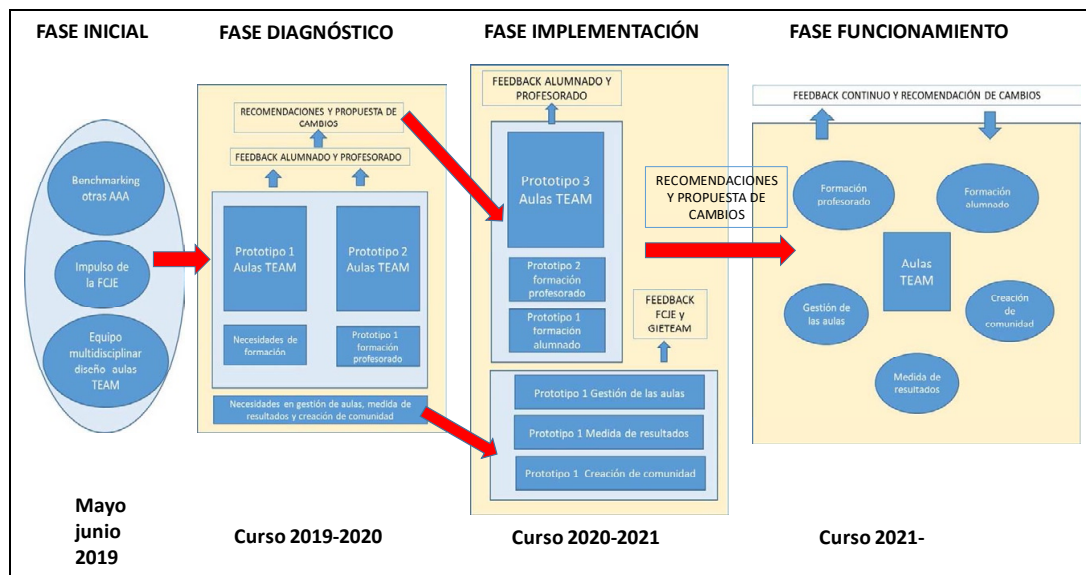 FASE INICIAL
FASE DIAGNÓSTICO
FASE IMPLEMENTACIÓN
FASE FUNCIONAMIENTO
Benchmarking
otras AAA
Impulso de
la FCJE
Equipo
multidisciplinar
diseño aulas
TEAM
Mayo
junio
2019
RECOMENDACIONES Y PROPUESTA DE
CAMBIOS
FEEDBACK ALUMNADO Y PROFESORADO
Prototipo 1
Aulas TEAM
Prototipo 2
Aulas TEAM
Necesidades de
formación
Prototipo 1
formación
profesorado
Necesidades en gestión de aulas, medida de
resultados y creación de comunidad
Curso 2019-2020
FEEDBACK ALUMNADO Y
PROFESORADO
Prototipo 3
Aulas TEAM
Prototipo 2
formación
profesorado
Prototipo 1
formación
alumnado
FEEDBACK
FCJE y
GIETEAM
Prototipo 1 Gestión de las aulas
Prototipo 1 Medida de resultados
Prototipo 1 Creación de comunidad
Curso 2020-2021
RECOMENDACIONES
Y PROPUESTA DE
CAMBIOS
FEEDBACK CONTINUO Y RECOMENDACIÓN DE CAMBIOS
Formación
profesorado
Formación
alumnado
Aulas
TEAM
Gestión de
las aulas
Creación
de
comunidad
Medida de
resultados
Curso 2021-